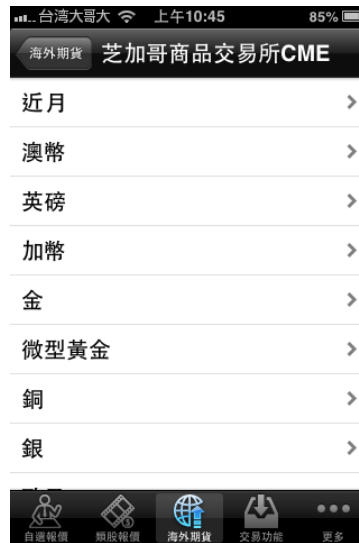 台湾大哥大 上午10:45 85%
海外期貨 芝加哥商品交易所CME
近月
澳幣
英磅
加幣
金
微型黃金
銅
銀
自選報價 類股報價 海外期貨 交易功能 更多